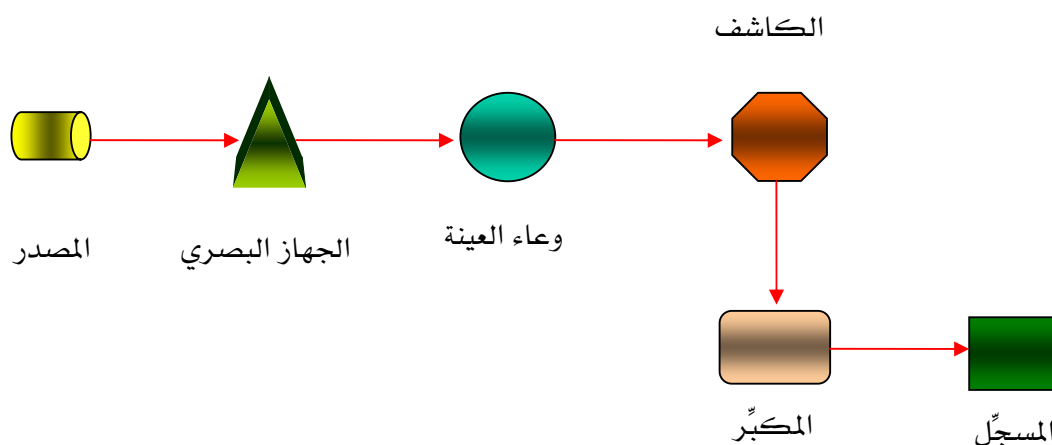 الكاشف
المصدر
الجهاز البصري
وعاء العينة
المكبِّر
المسجِّل